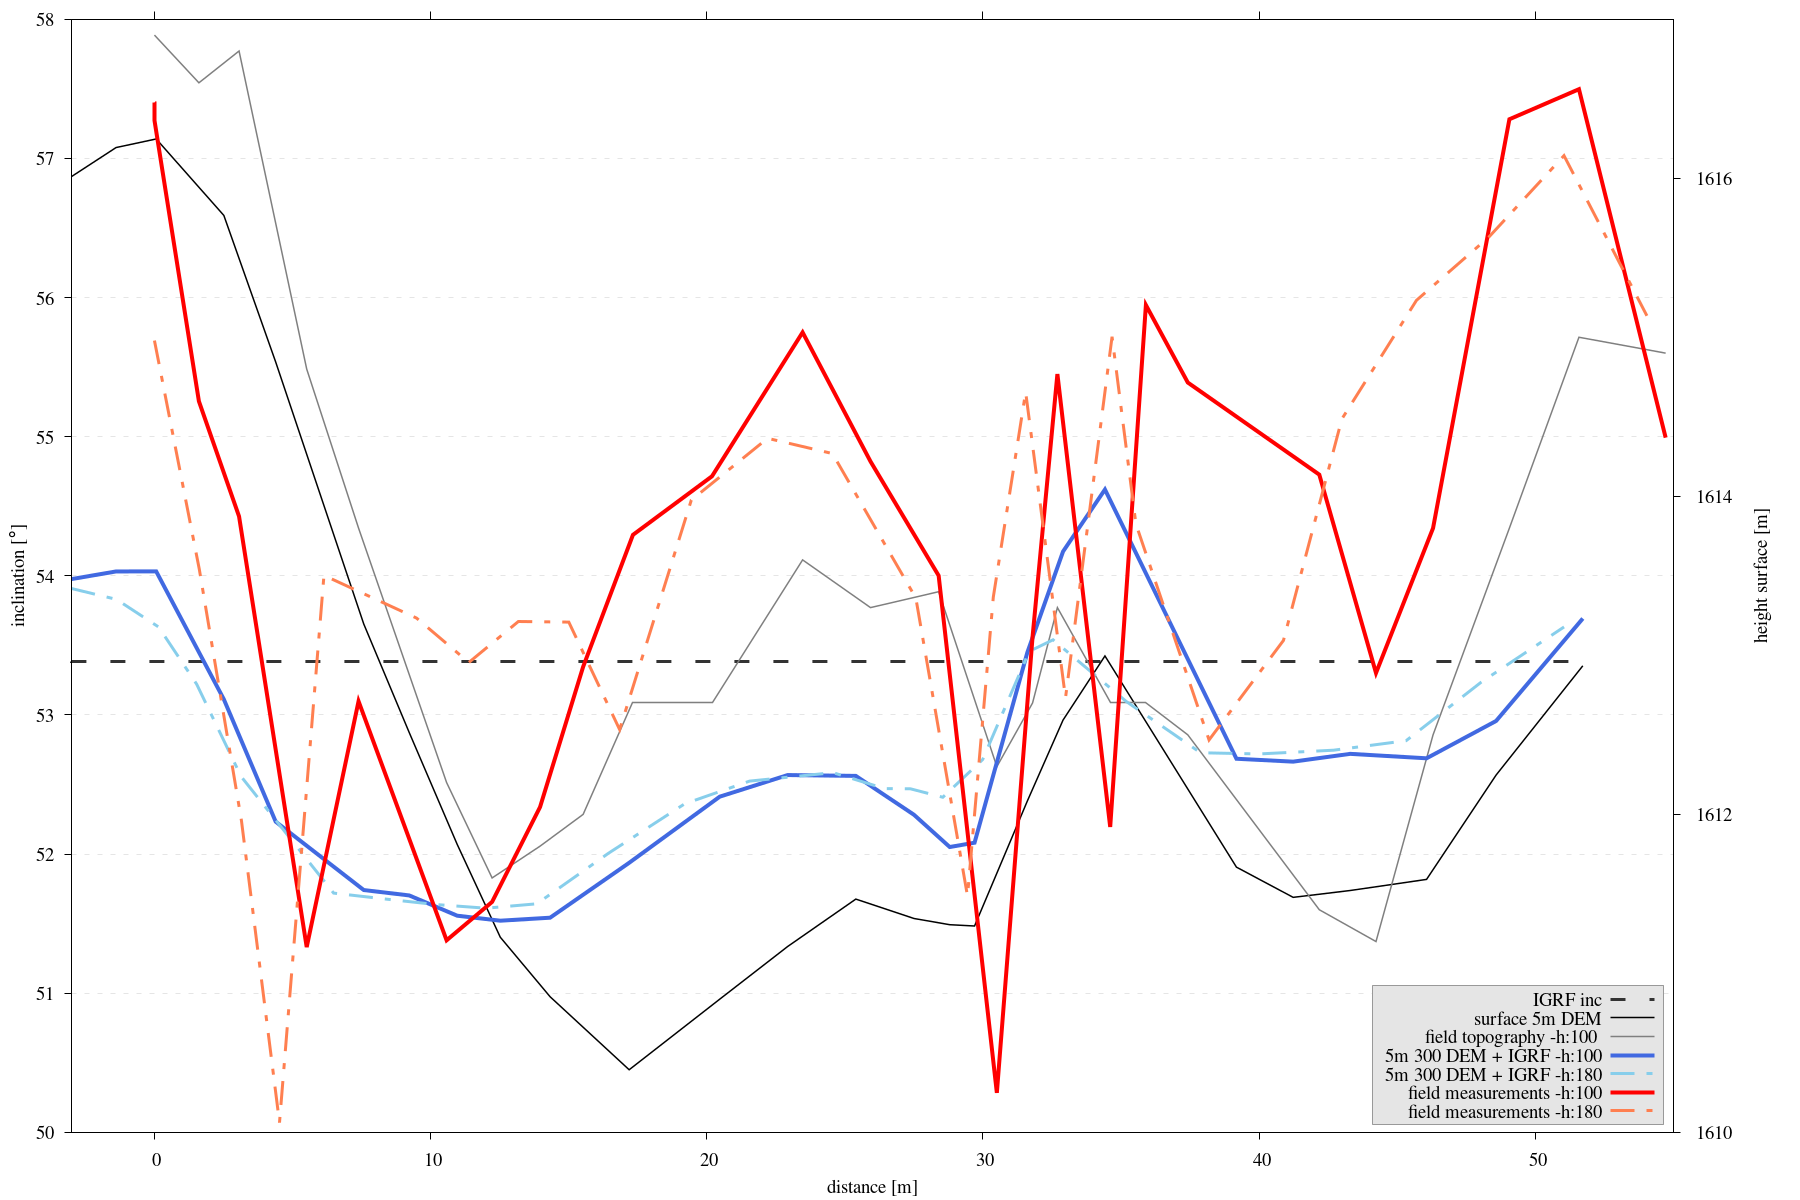 58
57
56
55
54
53
52
51
50
inclination [°]
1616
1614
1612
1610
height surface [m]
0
10
20
30
40
50
distance [m]
IGRF inc
surface 5m DEM
field topography -h:100
5m 300 DEM + IGRF -h:100
5m 300 DEM + IGRF -h:180
field measurements -h:100
field measurements -h:180